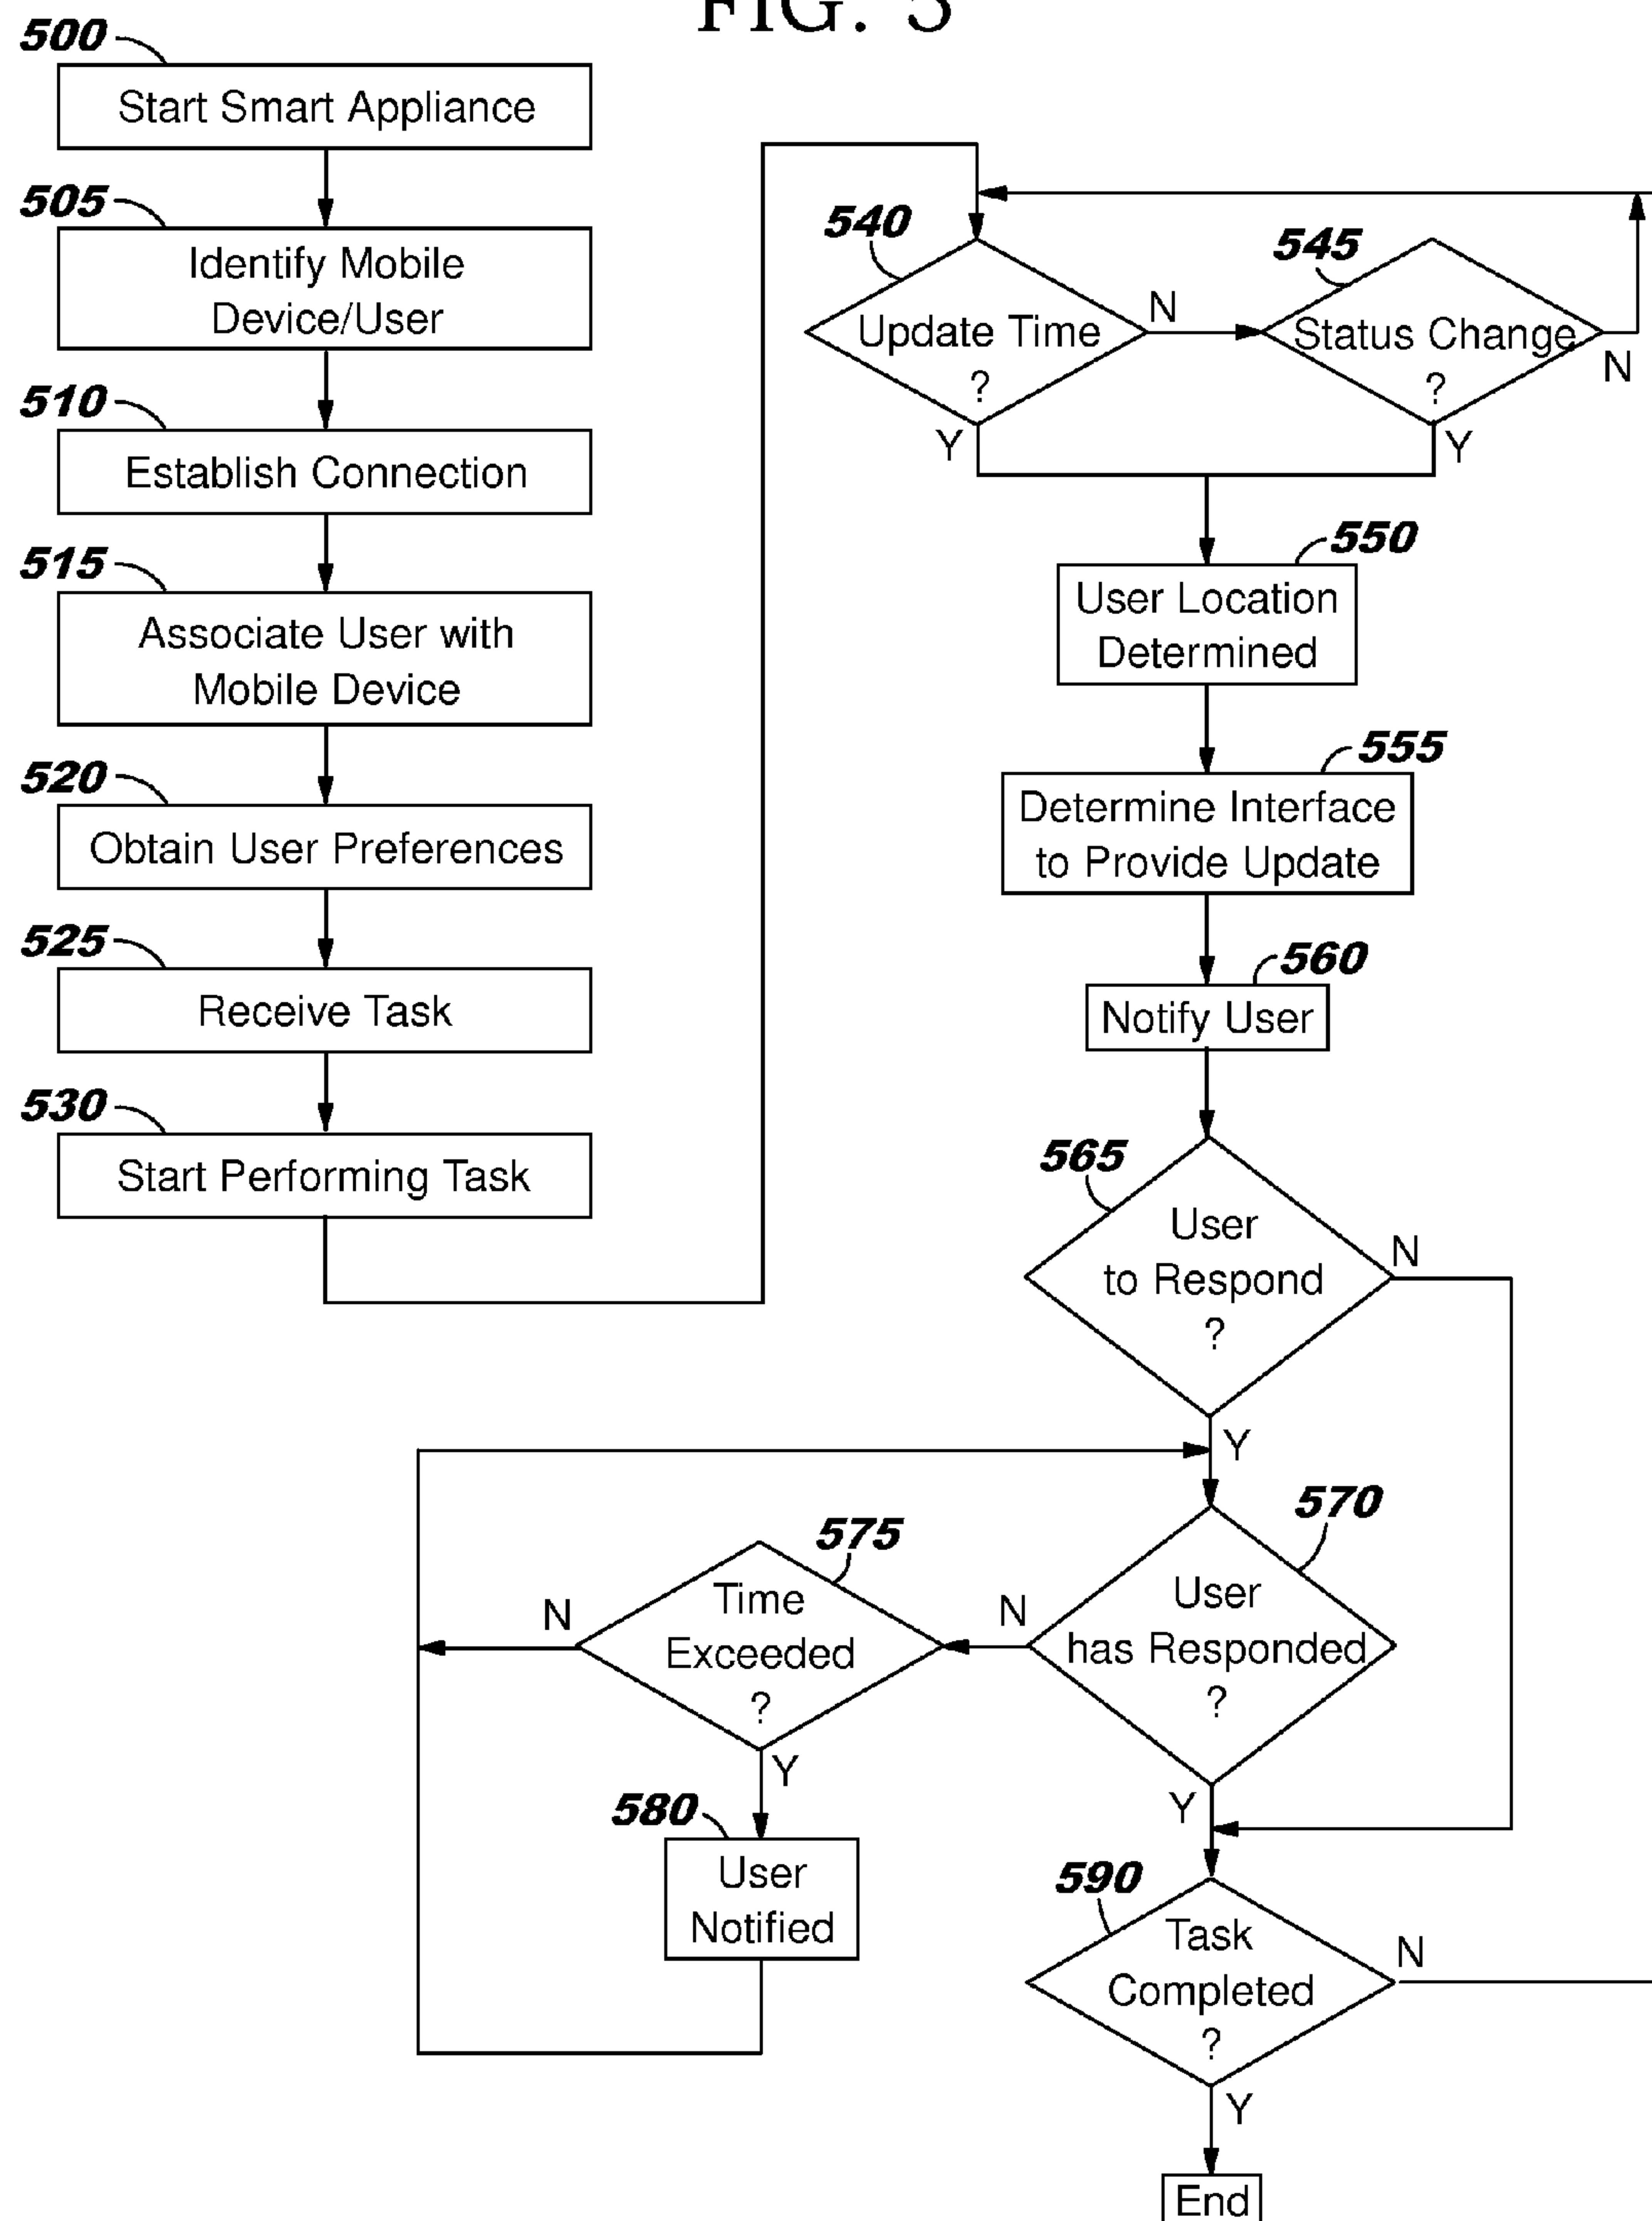 FIG. 5
500
Start Smart Appliance
505
Identify Mobile
Device/User
510
Establish Connection
515
Associate User with
Mobile Device
520
Obtain User Preferences
525
Receive Task
530
Start Performing Task
540
Update Time
?
N
Y
545
Status Change
?
N
Y
550
User Location
Determined
555
Determine Interface
to Provide Update
560
Notify User
565
User
to Respond
?
N
Y
570
User
has Responded
?
N
Y
575
Time
Exceeded
?
N
Y
580
User
Notified
590
Task
Completed
?
N
Y
End